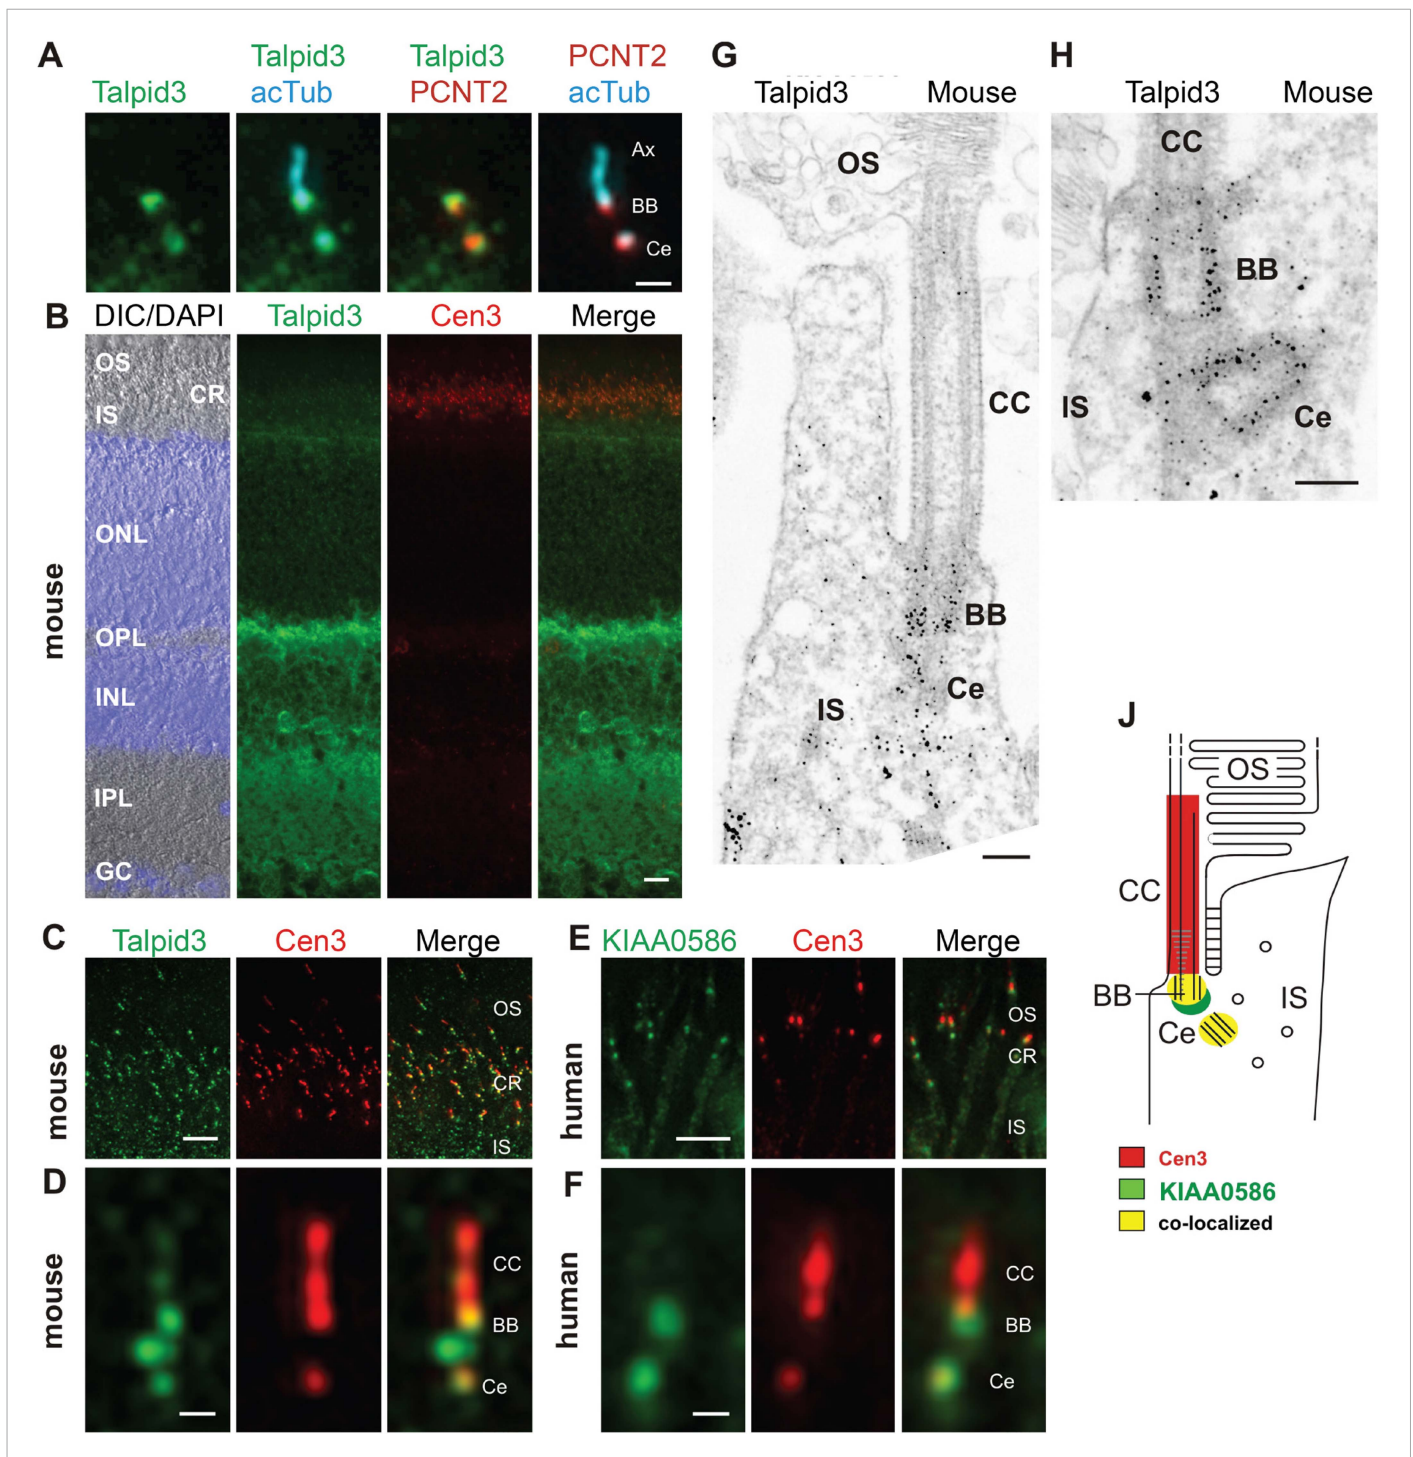 A
Talpid3
Talpid3
acTub
Talpid3
PCNT2
PCNT2
acTub
Ax
BB
Ce
B
DIC/DAPI
Talpid3
Cen3
Merge
mouse
OS
CR
IS
ONL
OPL
INL
IPL
GC
C
Talpid3
Cen3
Merge
mouse
OS
CR
IS
D
mouse
CC
BB
Ce
E
KIAA0586
Cen3
Merge
human
OS
CR
IS
F
human
CC
BB
Ce
G
Talpid3
Mouse
OS
CC
BB
Ce
IS
H
Talpid3
Mouse
CC
BB
IS
Ce
J
OS
CC
BB
Ce
IS
Cen3
KIAA0586
co-localized